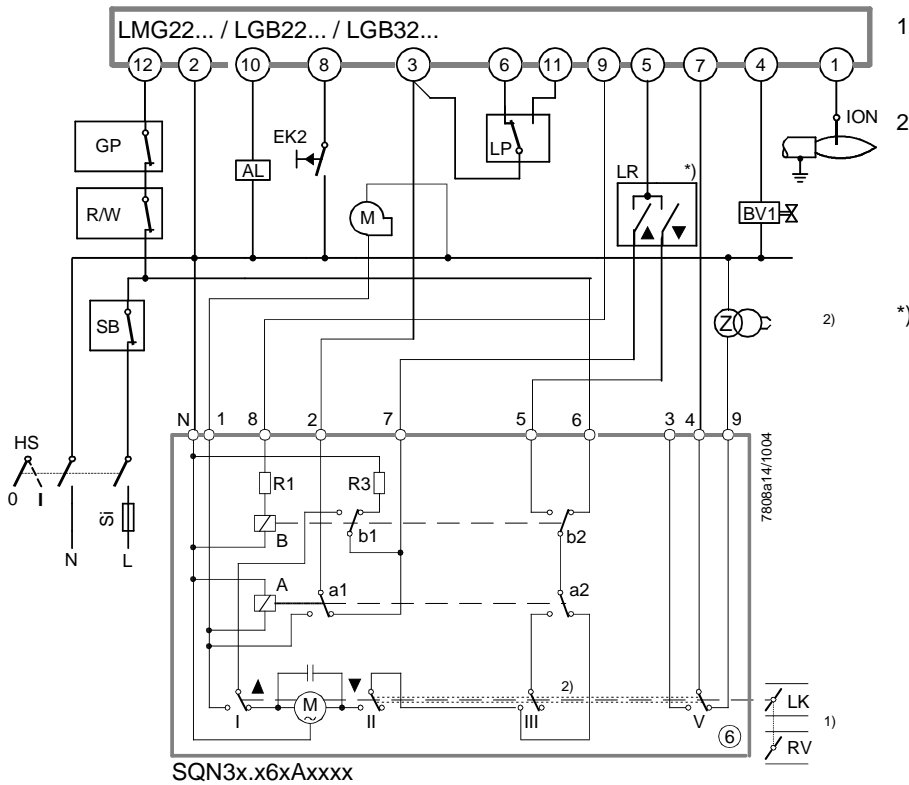 LMG22... / LGB22... / LGB32...
1
12 2 10 8 3 6 11 9 5 7 4 1
ION
2
GP
EK2
LP
AL
LR *)
R/W
M
BV1
SB
Z
2)
*)
N 1 8 2 7 5 6 3 4 9
HS
0 I
Si
N L
R1 R3
B b1 b2
A a1 a2
7808a14/1004
M
~
2)
I II III V
6
LK
1)
RV
SQN3x.x6xAxxxx